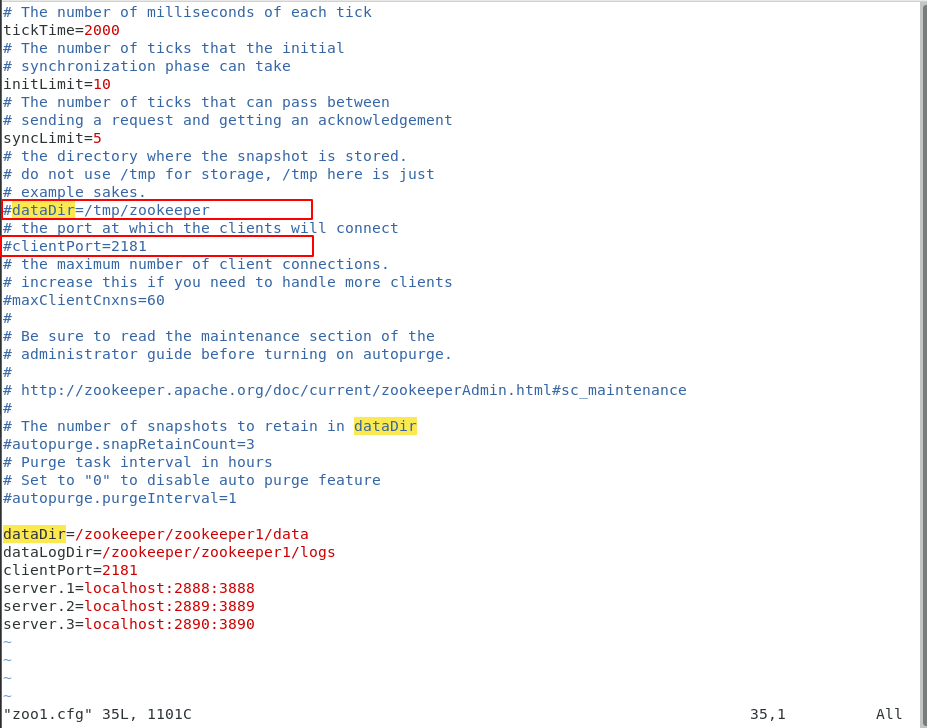 # The number of milliseconds of each tick
tickTime=2000
# The number of ticks that the initial
# synchronization phase can take
initLimit=10
# The number of ticks that can pass between
# sending a request and getting an acknowledgement
syncLimit=5
# the directory where the snapshot is stored.
# do not use /tmp for storage, /tmp here is just
# example sakes.
#dataDir=/tmp/zookeeper
# the port at which the clients will connect
#clientPort=2181
# the maximum number of client connections.
# increase this if you need to handle more clients
#maxClientCnxns=60
#
# Be sure to read the maintenance section of the
# administrator guide before turning on autopurge.
#
# http://zookeeper.apache.org/doc/current/zookeeperAdmin.html#sc_maintenance
#
# The number of snapshots to retain in dataDir
#autopurge.snapRetainCount=3
# Purge task interval in hours
# Set to "0" to disable auto purge feature
#autopurge.purgeInterval=1
dataDir=/zookeeper/zookeeper1/data
dataLogDir=/zookeeper/zookeeper1/logs
clientPort=2181
server.1=localhost:2888:3888
server.2=localhost:2889:3889
server.3=localhost:2890:3890
~
~
~
~
"zoo1.cfg" 35L, 1101C 35,1 All